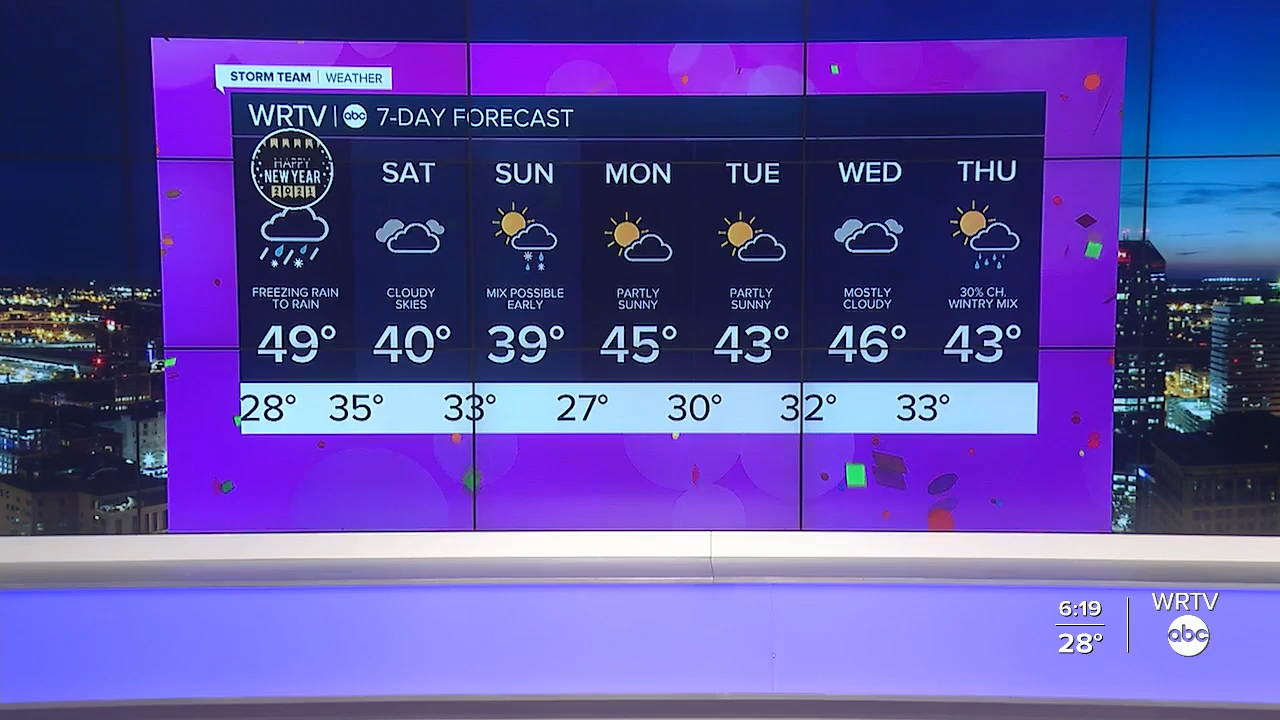 STORM TEAM | WEATHER
WRTV | abc 7-DAY FORECAST
HAPPY
NEW YEAR
2021
SAT SUN MON TUE WED THU
FREEZING RAIN
TO RAIN
CLOUDY
SKIES
MIX POSSIBLE
EARLY
PARTLY
SUNNY
PARTLY
SUNNY
MOSTLY
CLOUDY
30% CH.
WINTRY MIX
49° 40° 39° 45° 43° 46° 43°
28° 35° 33° 27° 30° 32° 33°
6:19
28°
WRTV
abc